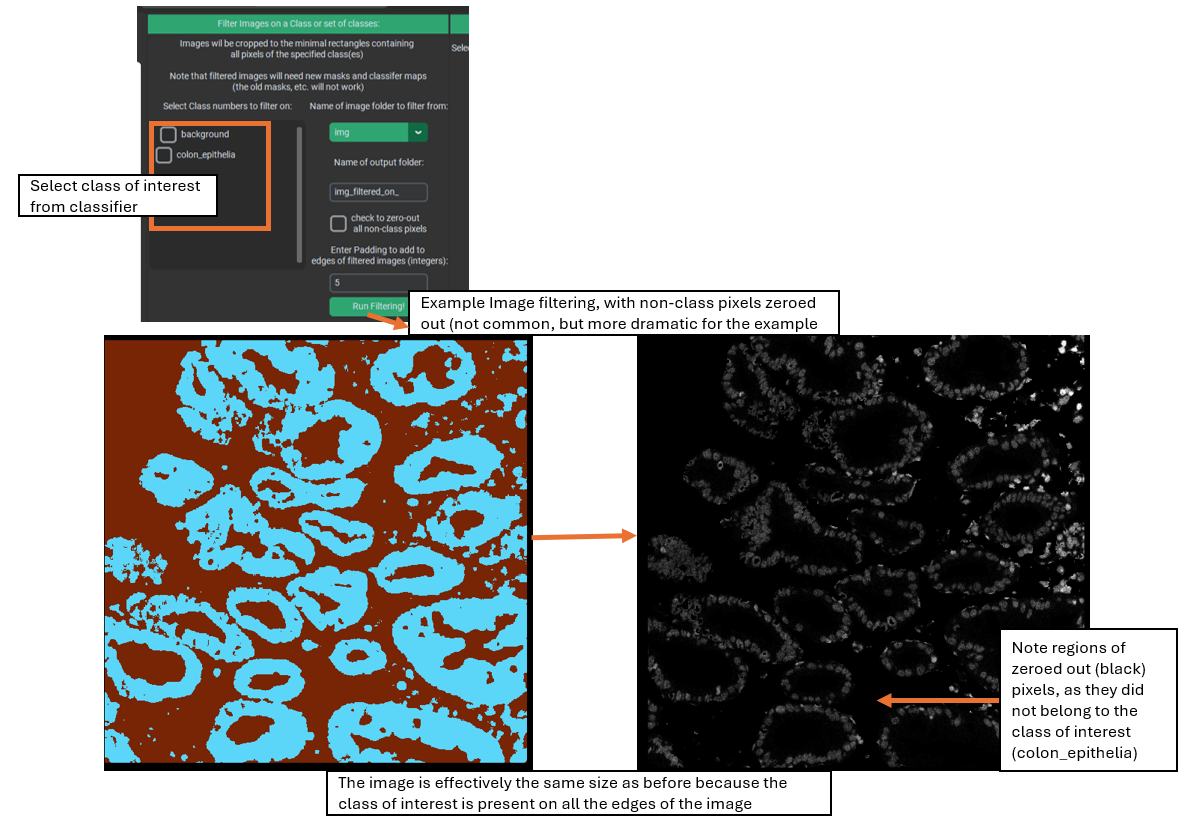 Filter Images on a Class or set of classes:
Images wil be cropped to the minimal rectangles containing
all pixels of the specified class(es)
Note that filtered images will need new masks and classifer maps
(the old masks, etc. will not work)
Select Class numbers to filter on:
background
colon_epithelia
Name of image folder to filter from:
img
Name of output folder:
img_filtered_on_
check to zero-out
all non-class pixels
Enter Padding to add to
edges of filtered images (integers):
5
Run Filtering!
Select class of interest
from classifier
Example Image filtering, with non-class pixels zeroed
out (not common, but more dramatic for the example
Note regions of
zeroed out (black)
pixels, as they did
not belong to the
class of interest
(colon_epithelia)
The image is effectively the same size as before because the
class of interest is present on all the edges of the image